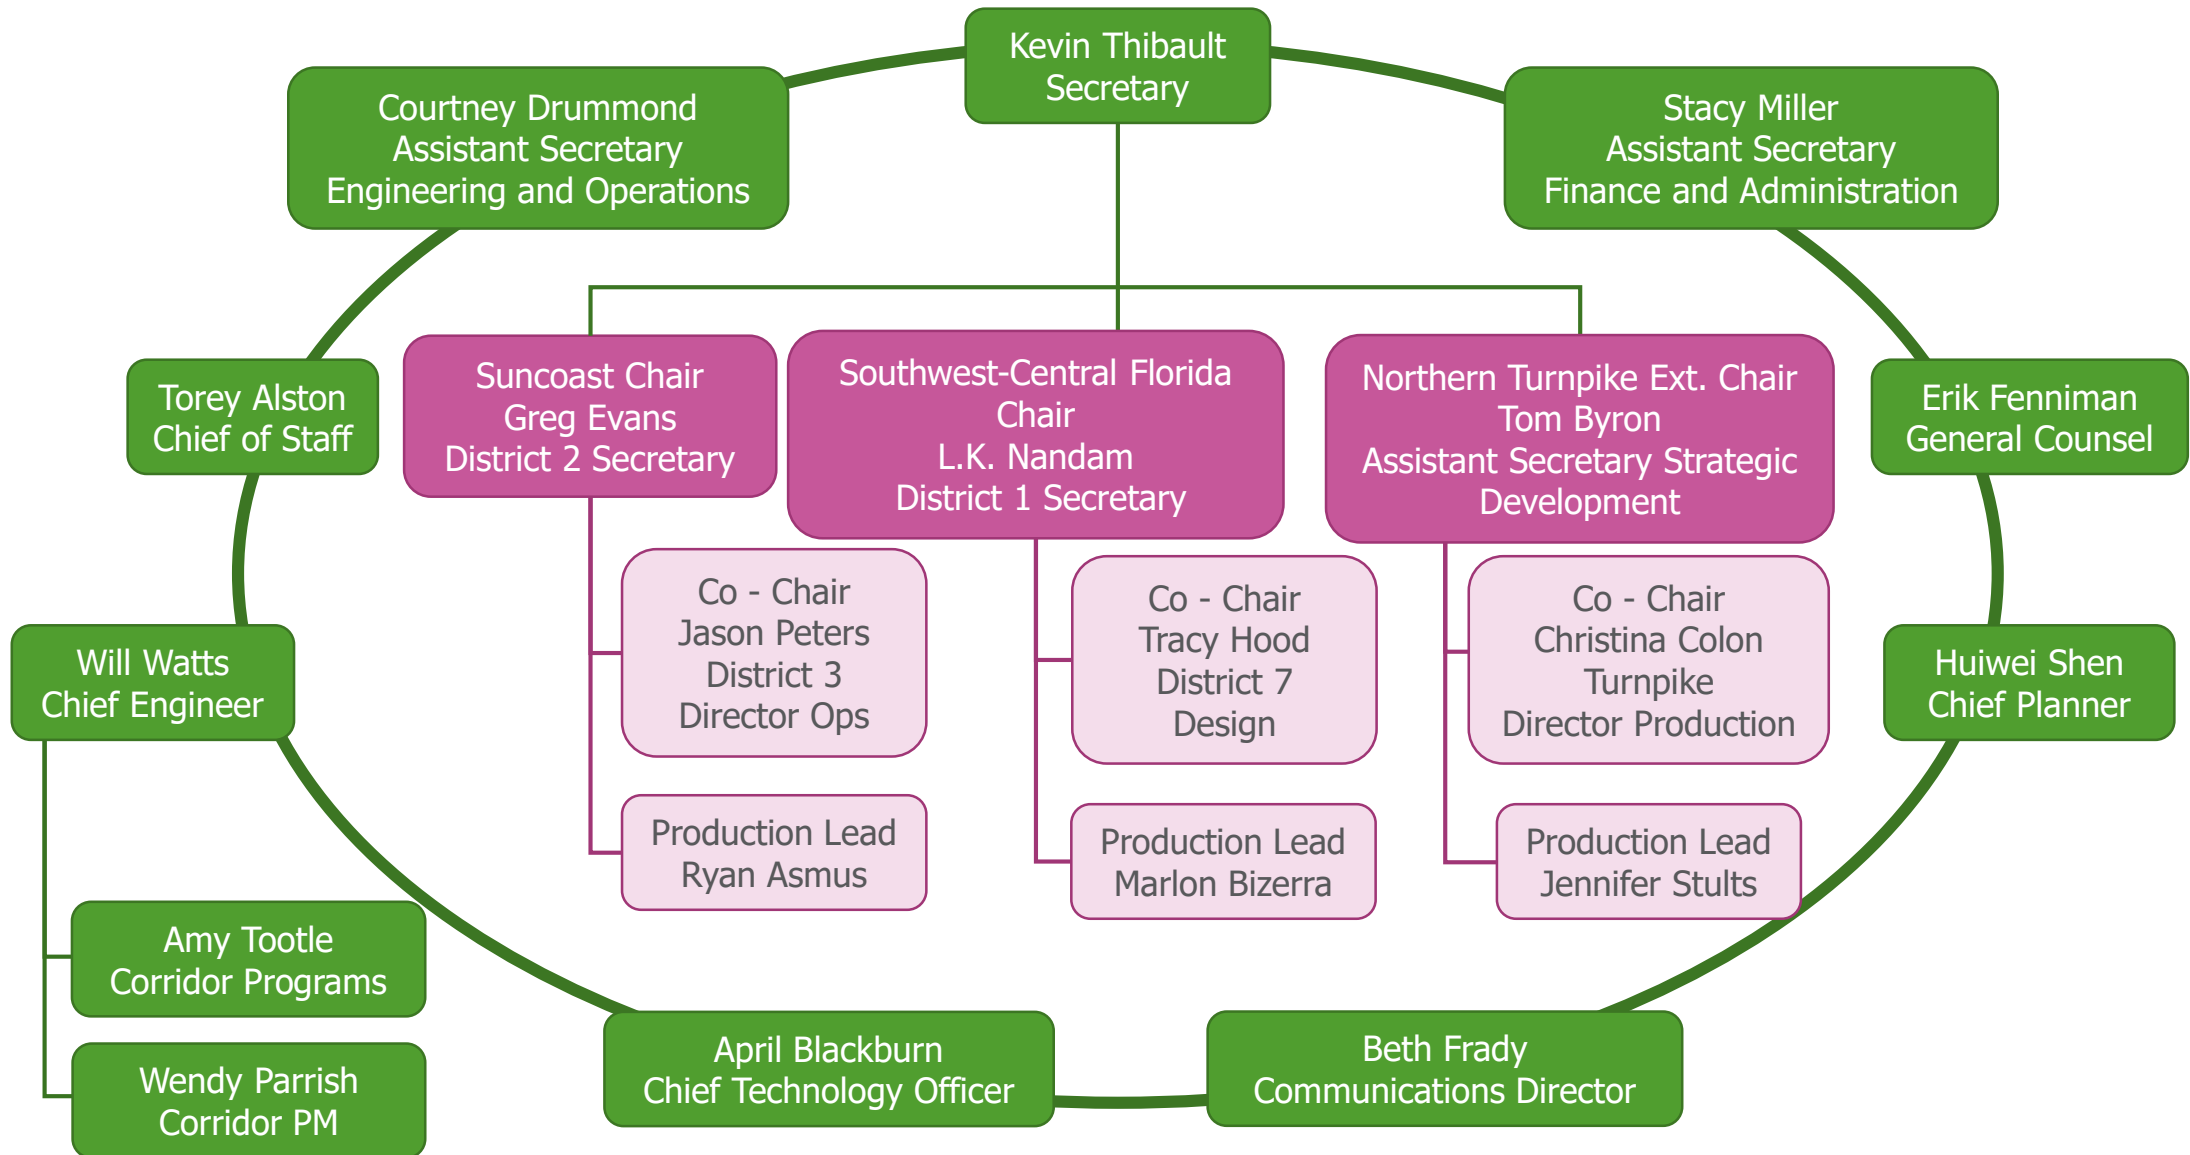 Kevin Thibault
Secretary
Courtney Drummond
Assistant Secretary
Engineering and Operations
Stacy Miller
Assistant Secretary
Finance and Administration
Torey Alston
Chief of Staff
Suncoast Chair
Greg Evans
District 2 Secretary
Southwest-Central Florida
Chair
L.K. Nandam
District 1 Secretary
Northern Turnpike Ext. Chair
Tom Byron
Assistant Secretary Strategic
Development
Erik Fenniman
General Counsel
Co - Chair
Jason Peters
District 3
Director Ops
Co - Chair
Tracy Hood
District 7
Design
Co - Chair
Christina Colon
Turnpike
Director Production
Will Watts
Chief Engineer
Huiwei Shen
Chief Planner
Production Lead
Ryan Asmus
Production Lead
Marlon Bizerra
Production Lead
Jennifer Stults
Amy Tootle
Corridor Programs
Wendy Parrish
Corridor PM
April Blackburn
Chief Technology Officer
Beth Frady
Communications Director